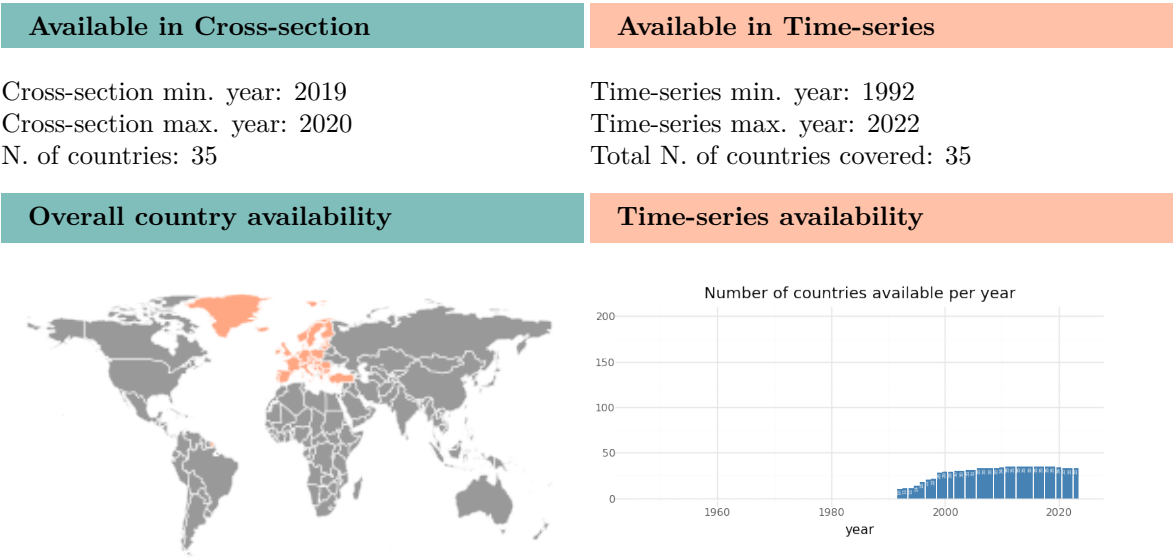 Available in Cross-section
Available in Time-series
Cross-section min. year: 2019
Cross-section max. year: 2020
N. of countries: 35
Time-series min. year: 1992
Time-series max. year: 2022
Total N. of countries covered: 35
Overall country availability
Time-series availability
Number of countries available per year
200
150
100
50
0
1960
1980
2000
2020
year